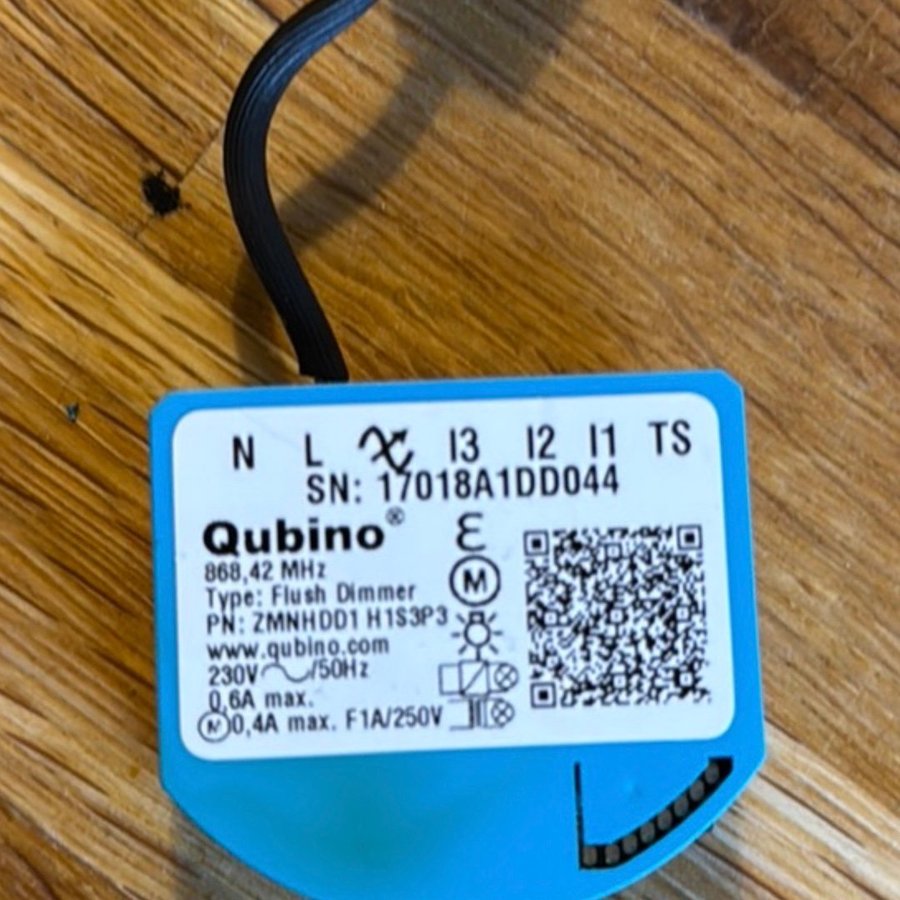 N L I3 I2 I1 TS
SN: 17018A1DD044
Qubino®
868,42 MHz
Type: Flush Dimmer
PN: ZMNHDD1 H1S3P3
www.qubino.com
230V~/50Hz
0,6A max.
M 0,4A max. F1A/250V
M